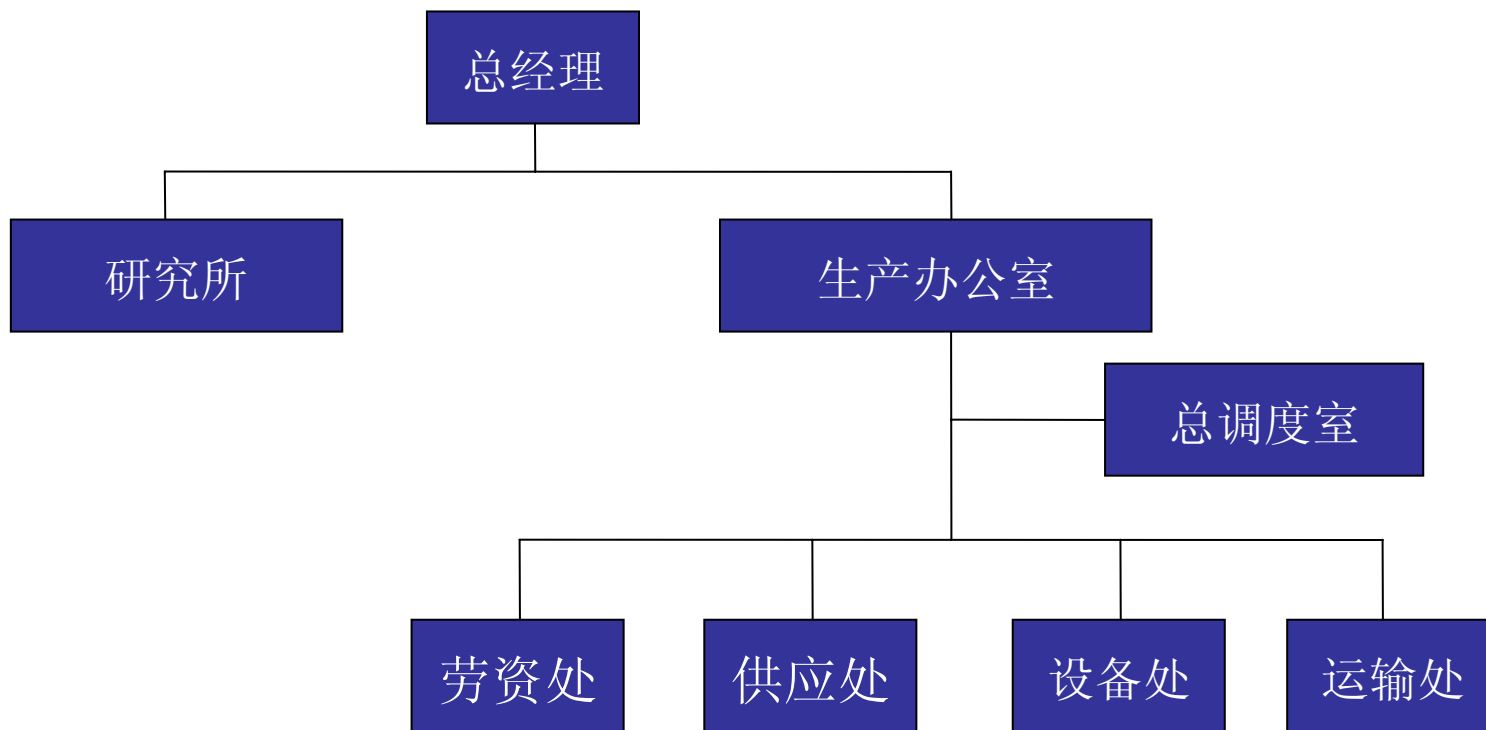 总经理
研究所
生产办公室
总调度室
劳资处
供应处
设备处
运输处